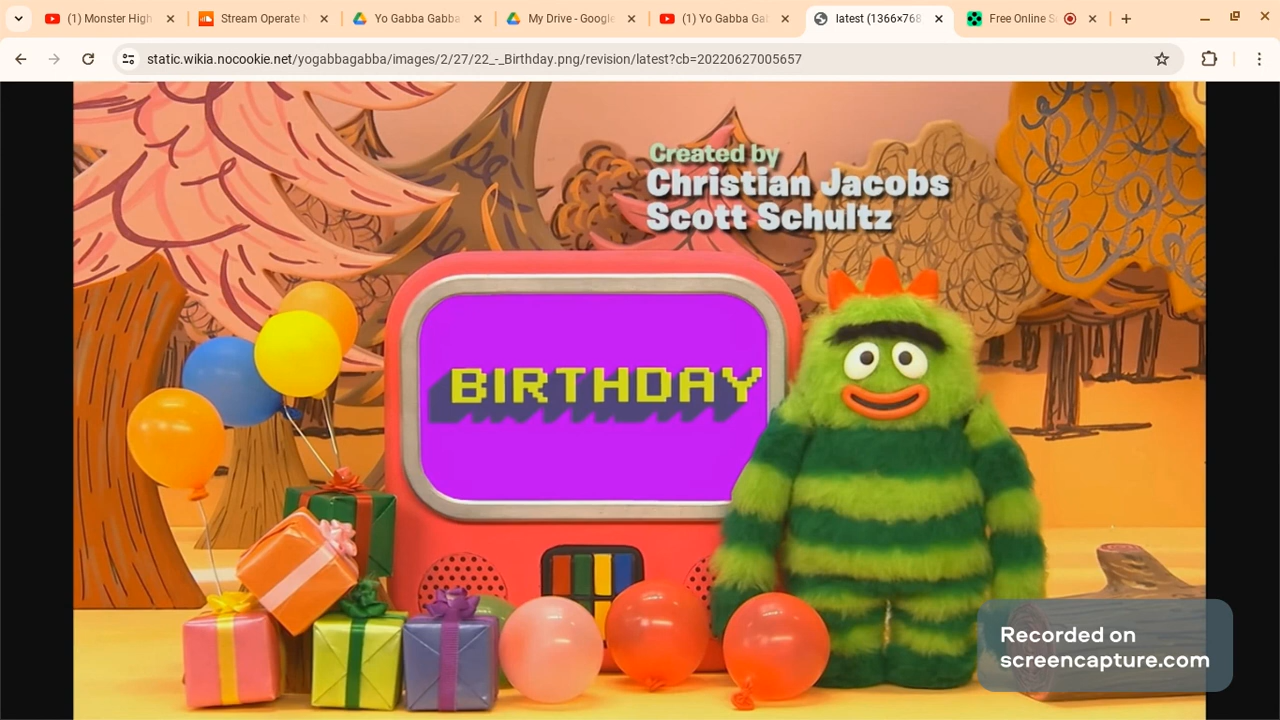 (1) Monster High
Stream Operate
Yo Gabba Gabba
My Drive - Google
(1) Yo Gabba Ga
latest (1366×768
Free Online S
static.wikia.nocookie.net/yogabbagabba/images/2/27/22_-_Birthday.png/revision/latest?cb=20220627005657
Created by
Christian Jacobs
Scott Schultz
BIRTHDAY
Recorded on
screencapture.com